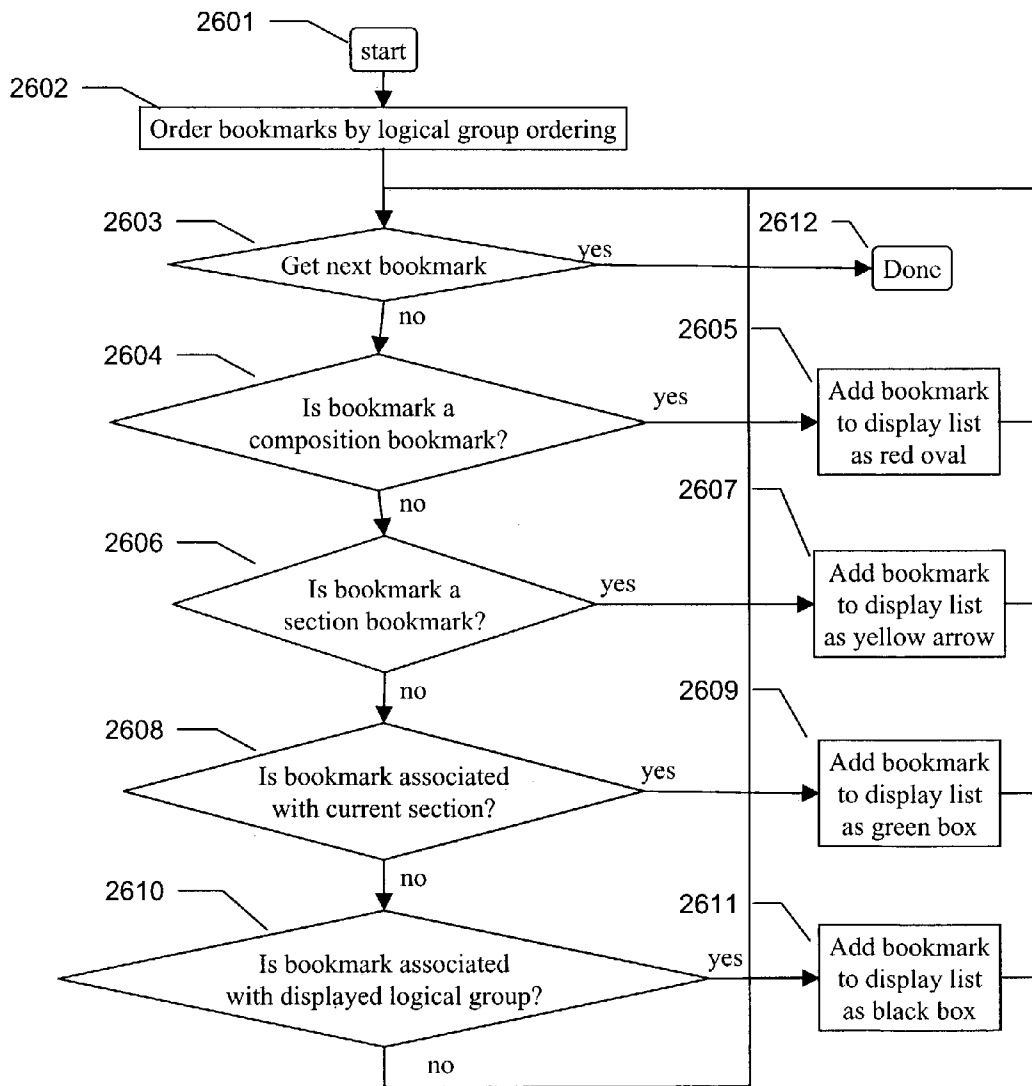 2601
start
2602
Order bookmarks by logical group ordering
2603
Get next bookmark
yes
2612
Done
no
2604
Is bookmark a
composition bookmark?
yes
2605
Add bookmark
to display list
as red oval
no
2606
Is bookmark a
section bookmark?
yes
2607
Add bookmark
to display list
as yellow arrow
no
2608
Is bookmark associated
with current section?
yes
2609
Add bookmark
to display list
as green box
no
2610
Is bookmark associated
with displayed logical group?
yes
2611
Add bookmark
to display list
as black box
no